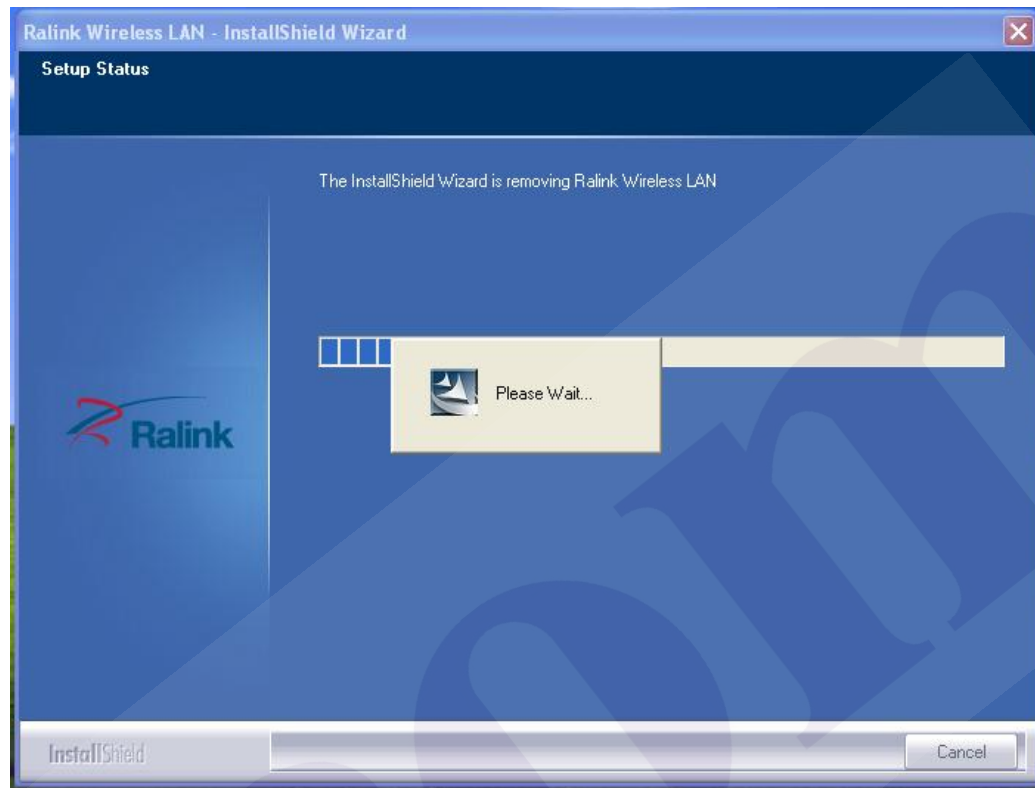 Ralink Wireless LAN - InstallShield Wizard
Setup Status
The InstallShield Wizard is removing Ralink Wireless LAN
Please Wait...
Ralink
InstallShield
Cancel